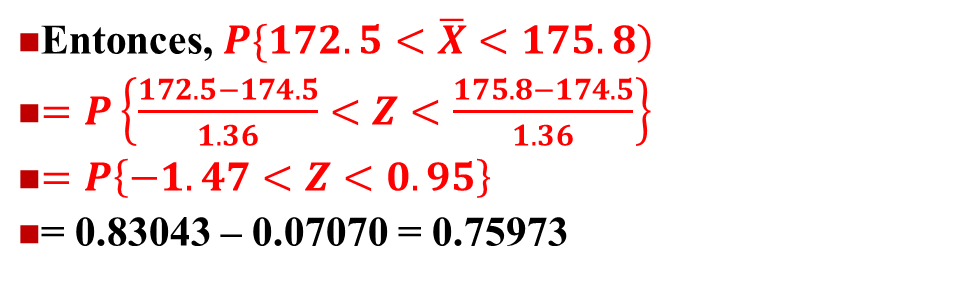 ■Entonces, P{172.5 < X̅ < 175.8)
■= P{(172.5−174.5)/1.36 < Z < (175.8−174.5)/1.36}
■= P{−1.47 < Z < 0.95}
■= 0.83043 – 0.07070 = 0.75973